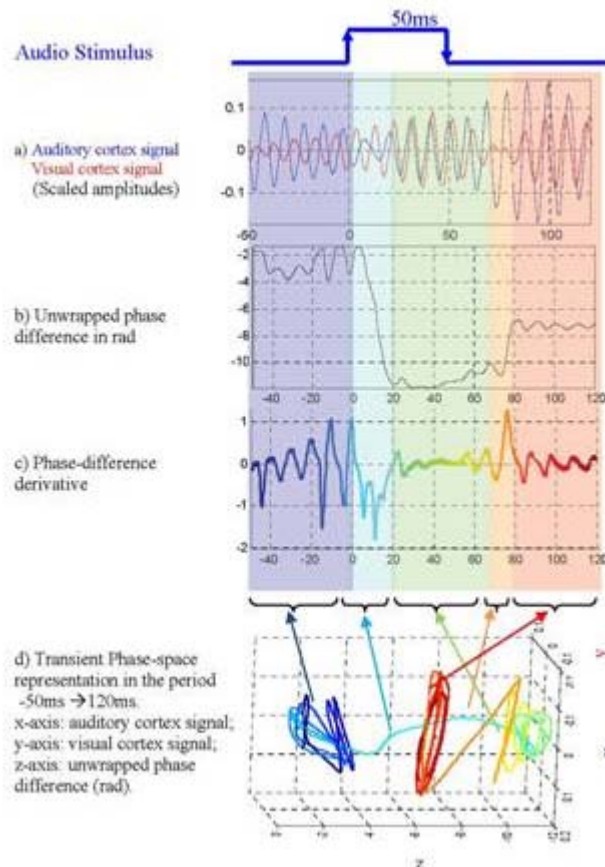 50ms
Audio Stimulus
0.1
a) Auditory cortex signal
0
Visual cortex signal
(Scaled amplitudes)
-0.1
-50 0 50 100
-2
-4
b) Unwrapped phase
-6
difference in rad
-8
-10
-40 -20 0 20 40 60 80 100 120
1
c) Phase-difference
0
derivative
-1
-2
-40 -20 0 20 40 60 80 100 120
d) Transient Phase-space
representation in the period
-50ms →120ms.
x-axis: auditory cortex signal;
y-axis: visual cortex signal;
z-axis: unwrapped phase
difference (rad).
Z